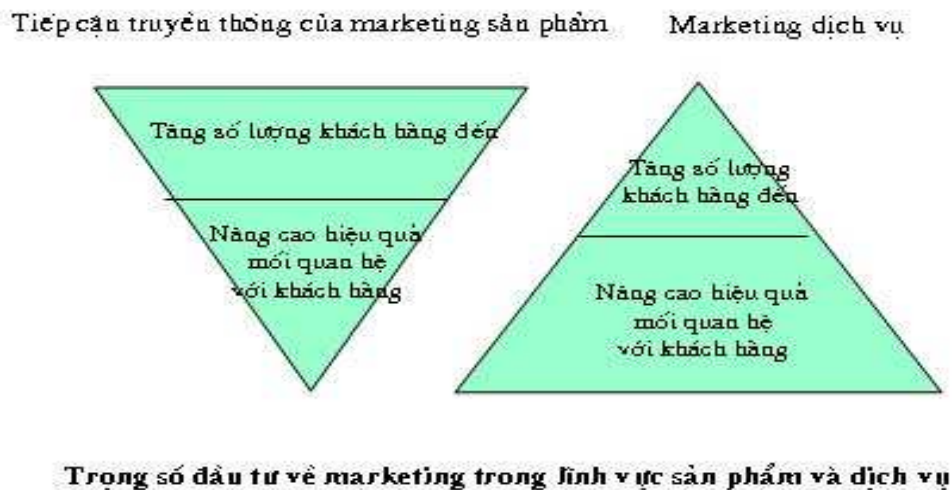 Tiếp cận truyền thống của marketing sản phẩm
Marketing dịch vụ
Tăng số lượng khách hàng đến
Nâng cao hiệu quả
mối quan hệ
với khách hàng
Tăng số lượng
khách hàng đến
Nâng cao hiệu quả
mối quan hệ
với khách hàng
Trọng số đầu tư về marketing trong lĩnh vực sản phẩm và dịch vụ